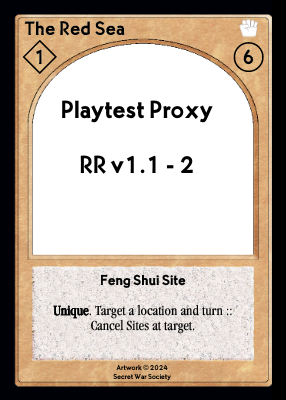 The Red Sea
1
6
Playtest Proxy
RR v1.1 - 2
Feng Shui Site
Unique. Target a location and turn ::
Cancel Sites at target.
Artwork © 2024
Secret War Society